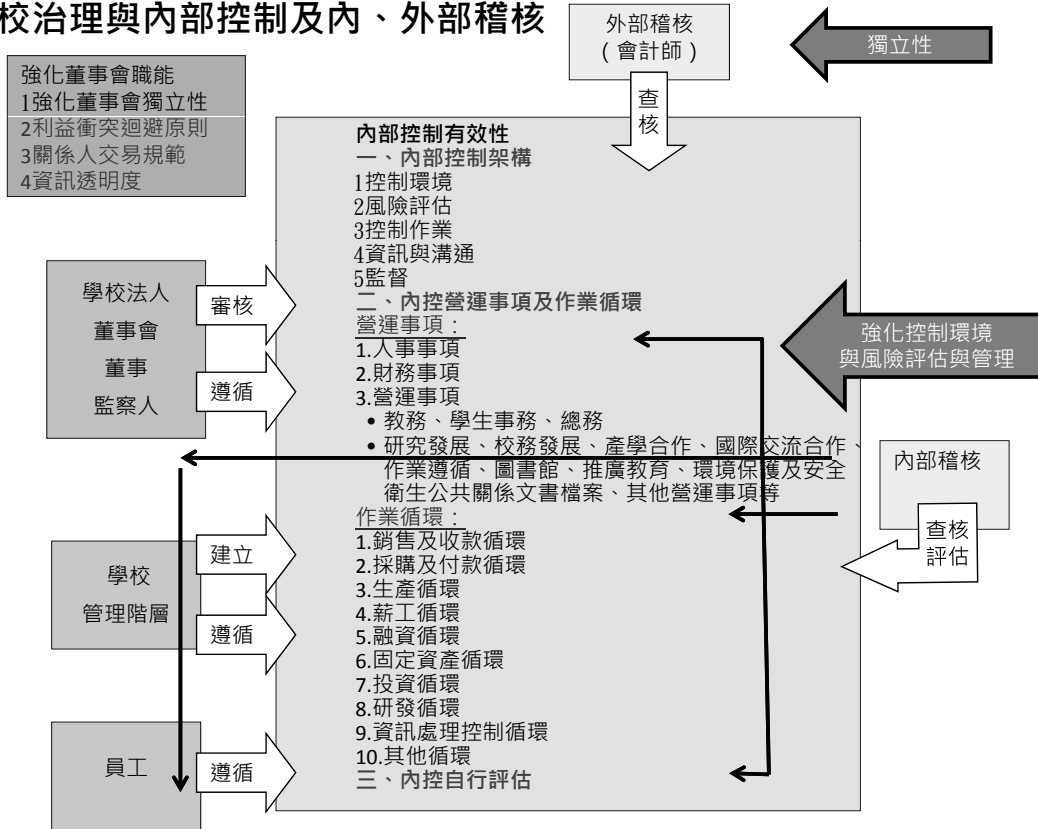 校治理與內部控制及內、外部稽核
外部稽核
(會計師)
獨立性
查
核
強化董事會職能
1強化董事會獨立性
2利益衝突迴避原則
3關係人交易規範
4資訊透明度
內部控制有效性
一、內部控制架構
1控制環境
2風險評估
3控制作業
4資訊與溝通
5監督
二、內控營運事項及作業循環
營運事項：
1.人事事項
2.財務事項
3.營運事項
• 教務、學生事務、總務
• 研究發展、校務發展、產學合作、國際交流合作、
作業遵循、圖書館、推廣教育、環境保護及安全
衛生公共關係文書檔案、其他營運事項等
作業循環：
1.銷售及收款循環
2.採購及付款循環
3.生產循環
4.薪工循環
5.融資循環
6.固定資產循環
7.投資循環
8.研發循環
9.資訊處理控制循環
10.其他循環
三、內控自行評估
學校法人
董事會
董事
監察人
審核
遵循
學校
管理階層
建立
遵循
員工
遵循
強化控制環境
與風險評估與管理
內部稽核
查核
評估